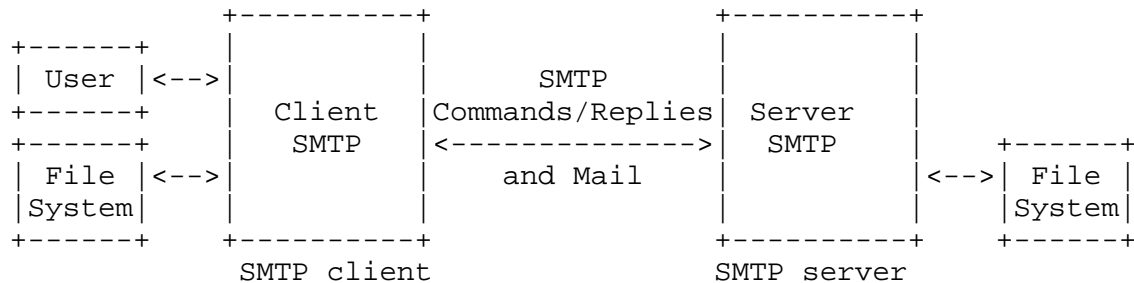 +----------+                +----------+
+------+        |          |                |          |
| User |<-->|          |      SMTP      |          |
+------+        |  Client  |Commands/Replies|  Server  |
+------+        |   SMTP   |<-------------->|   SMTP   |        +------+
| File |<-->|          |    and Mail    |          |<-->| File |
|System|    |          |                |          |    |System|
+------+    +----------+                +----------+    +------+
             SMTP client                 SMTP server